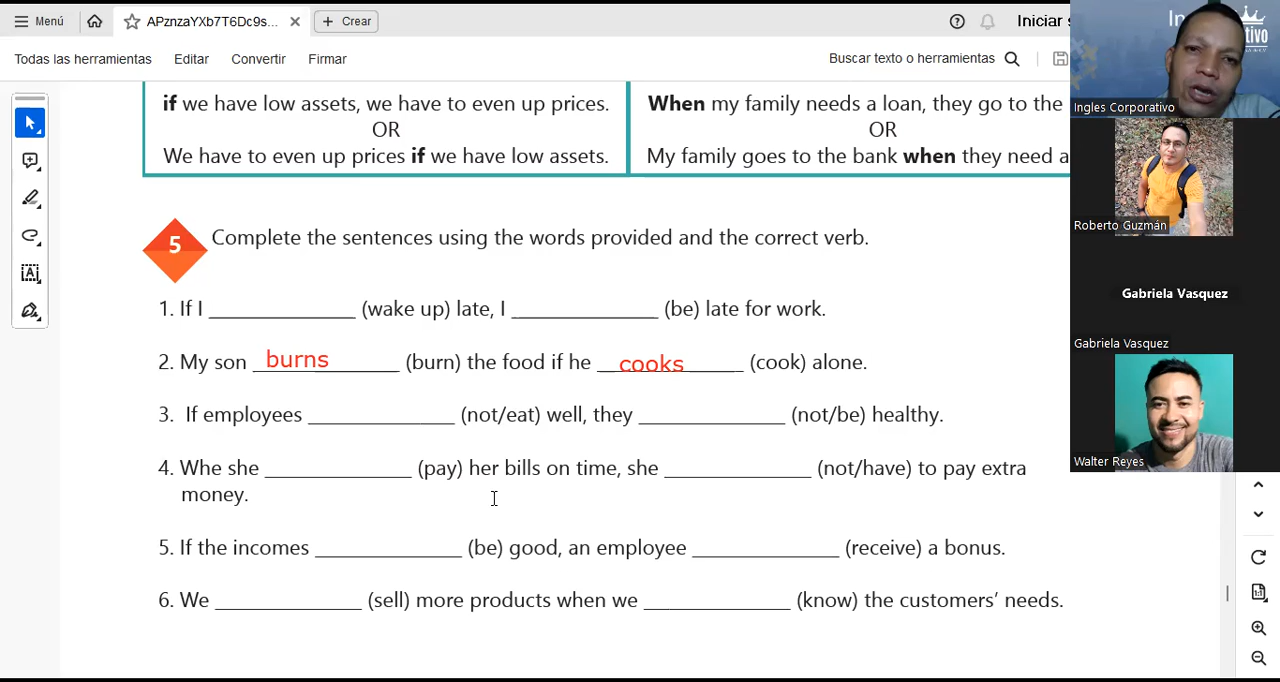 Menú
APznzaYXb7T6Dc9s...
Crear
Iniciar
Todas las herramientas
Editar
Convertir
Firmar
Buscar texto o herramientas
if we have low assets, we have to even up prices.
OR
We have to even up prices if we have low assets.
When my family needs a loan, they go to the
OR
My family goes to the bank when they need a
5
Complete the sentences using the words provided and the correct verb.
1. If I ______________ (wake up) late, I ______________ (be) late for work.
2. My son burns (burn) the food if he cooks (cook) alone.
3. If employees ______________ (not/eat) well, they ______________ (not/be) healthy.
4. Whe she ______________ (pay) her bills on time, she ______________ (not/have) to pay extra
money.
5. If the incomes ______________ (be) good, an employee ______________ (receive) a bonus.
6. We ______________ (sell) more products when we ______________ (know) the customers’ needs.
Ingles Corporativo
Roberto Guzmán
Gabriela Vasquez
Gabriela Vasquez
Walter Reyes